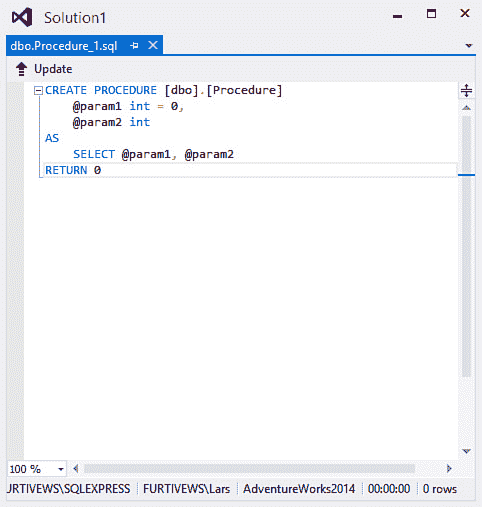 Solution1
dbo.Procedure_1.sql
Update
CREATE PROCEDURE [dbo].[Procedure]
    @param1 int = 0,
    @param2 int
AS
    SELECT @param1, @param2
RETURN 0
100 %
URTIVEWS\SQLEXPRESS FURTIVEWS\Lars AdventureWorks2014 00:00:00 0 rows